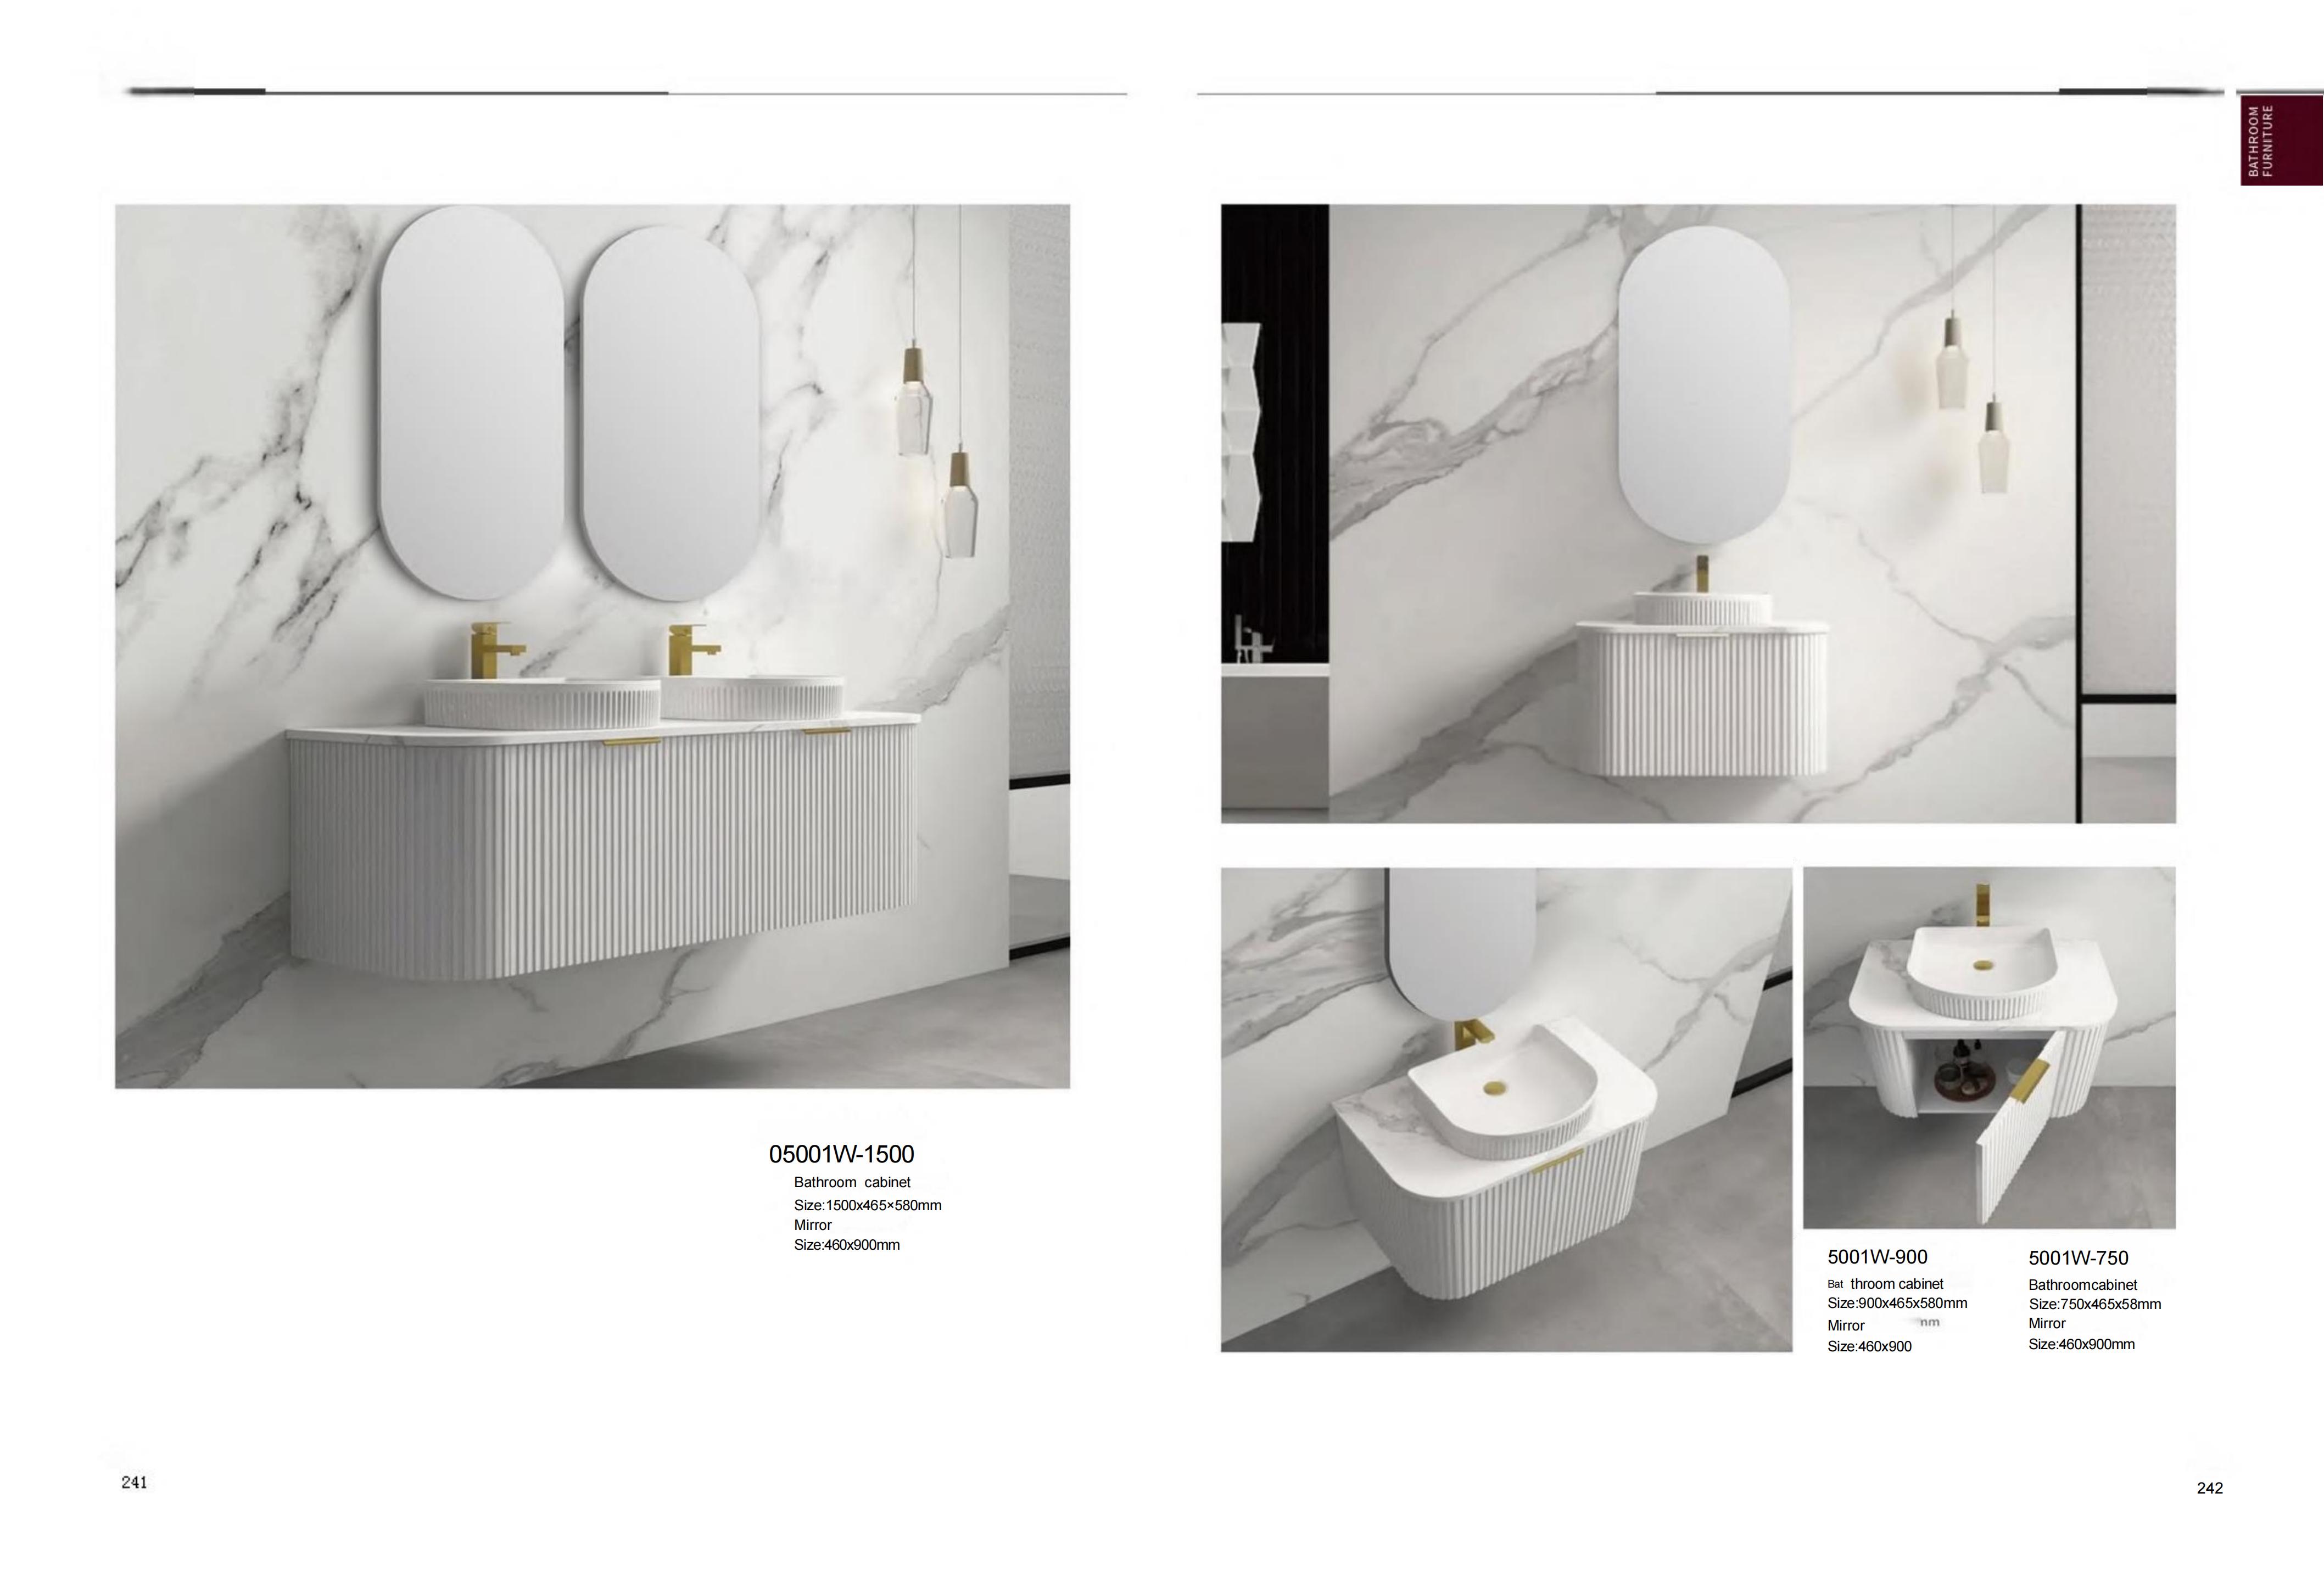 BATHROOM
FURNITURE
05001W-1500
Bathroom cabinet
Size:1500x465×580mm
Mirror
Size:460x900mm
5001W-900
Bat throom cabinet
Size:900x465x580mm
Mirror
nm
Size:460x900
5001W-750
Bathroomcabinet
Size:750x465x58mm
Mirror
Size:460x900mm
241
242